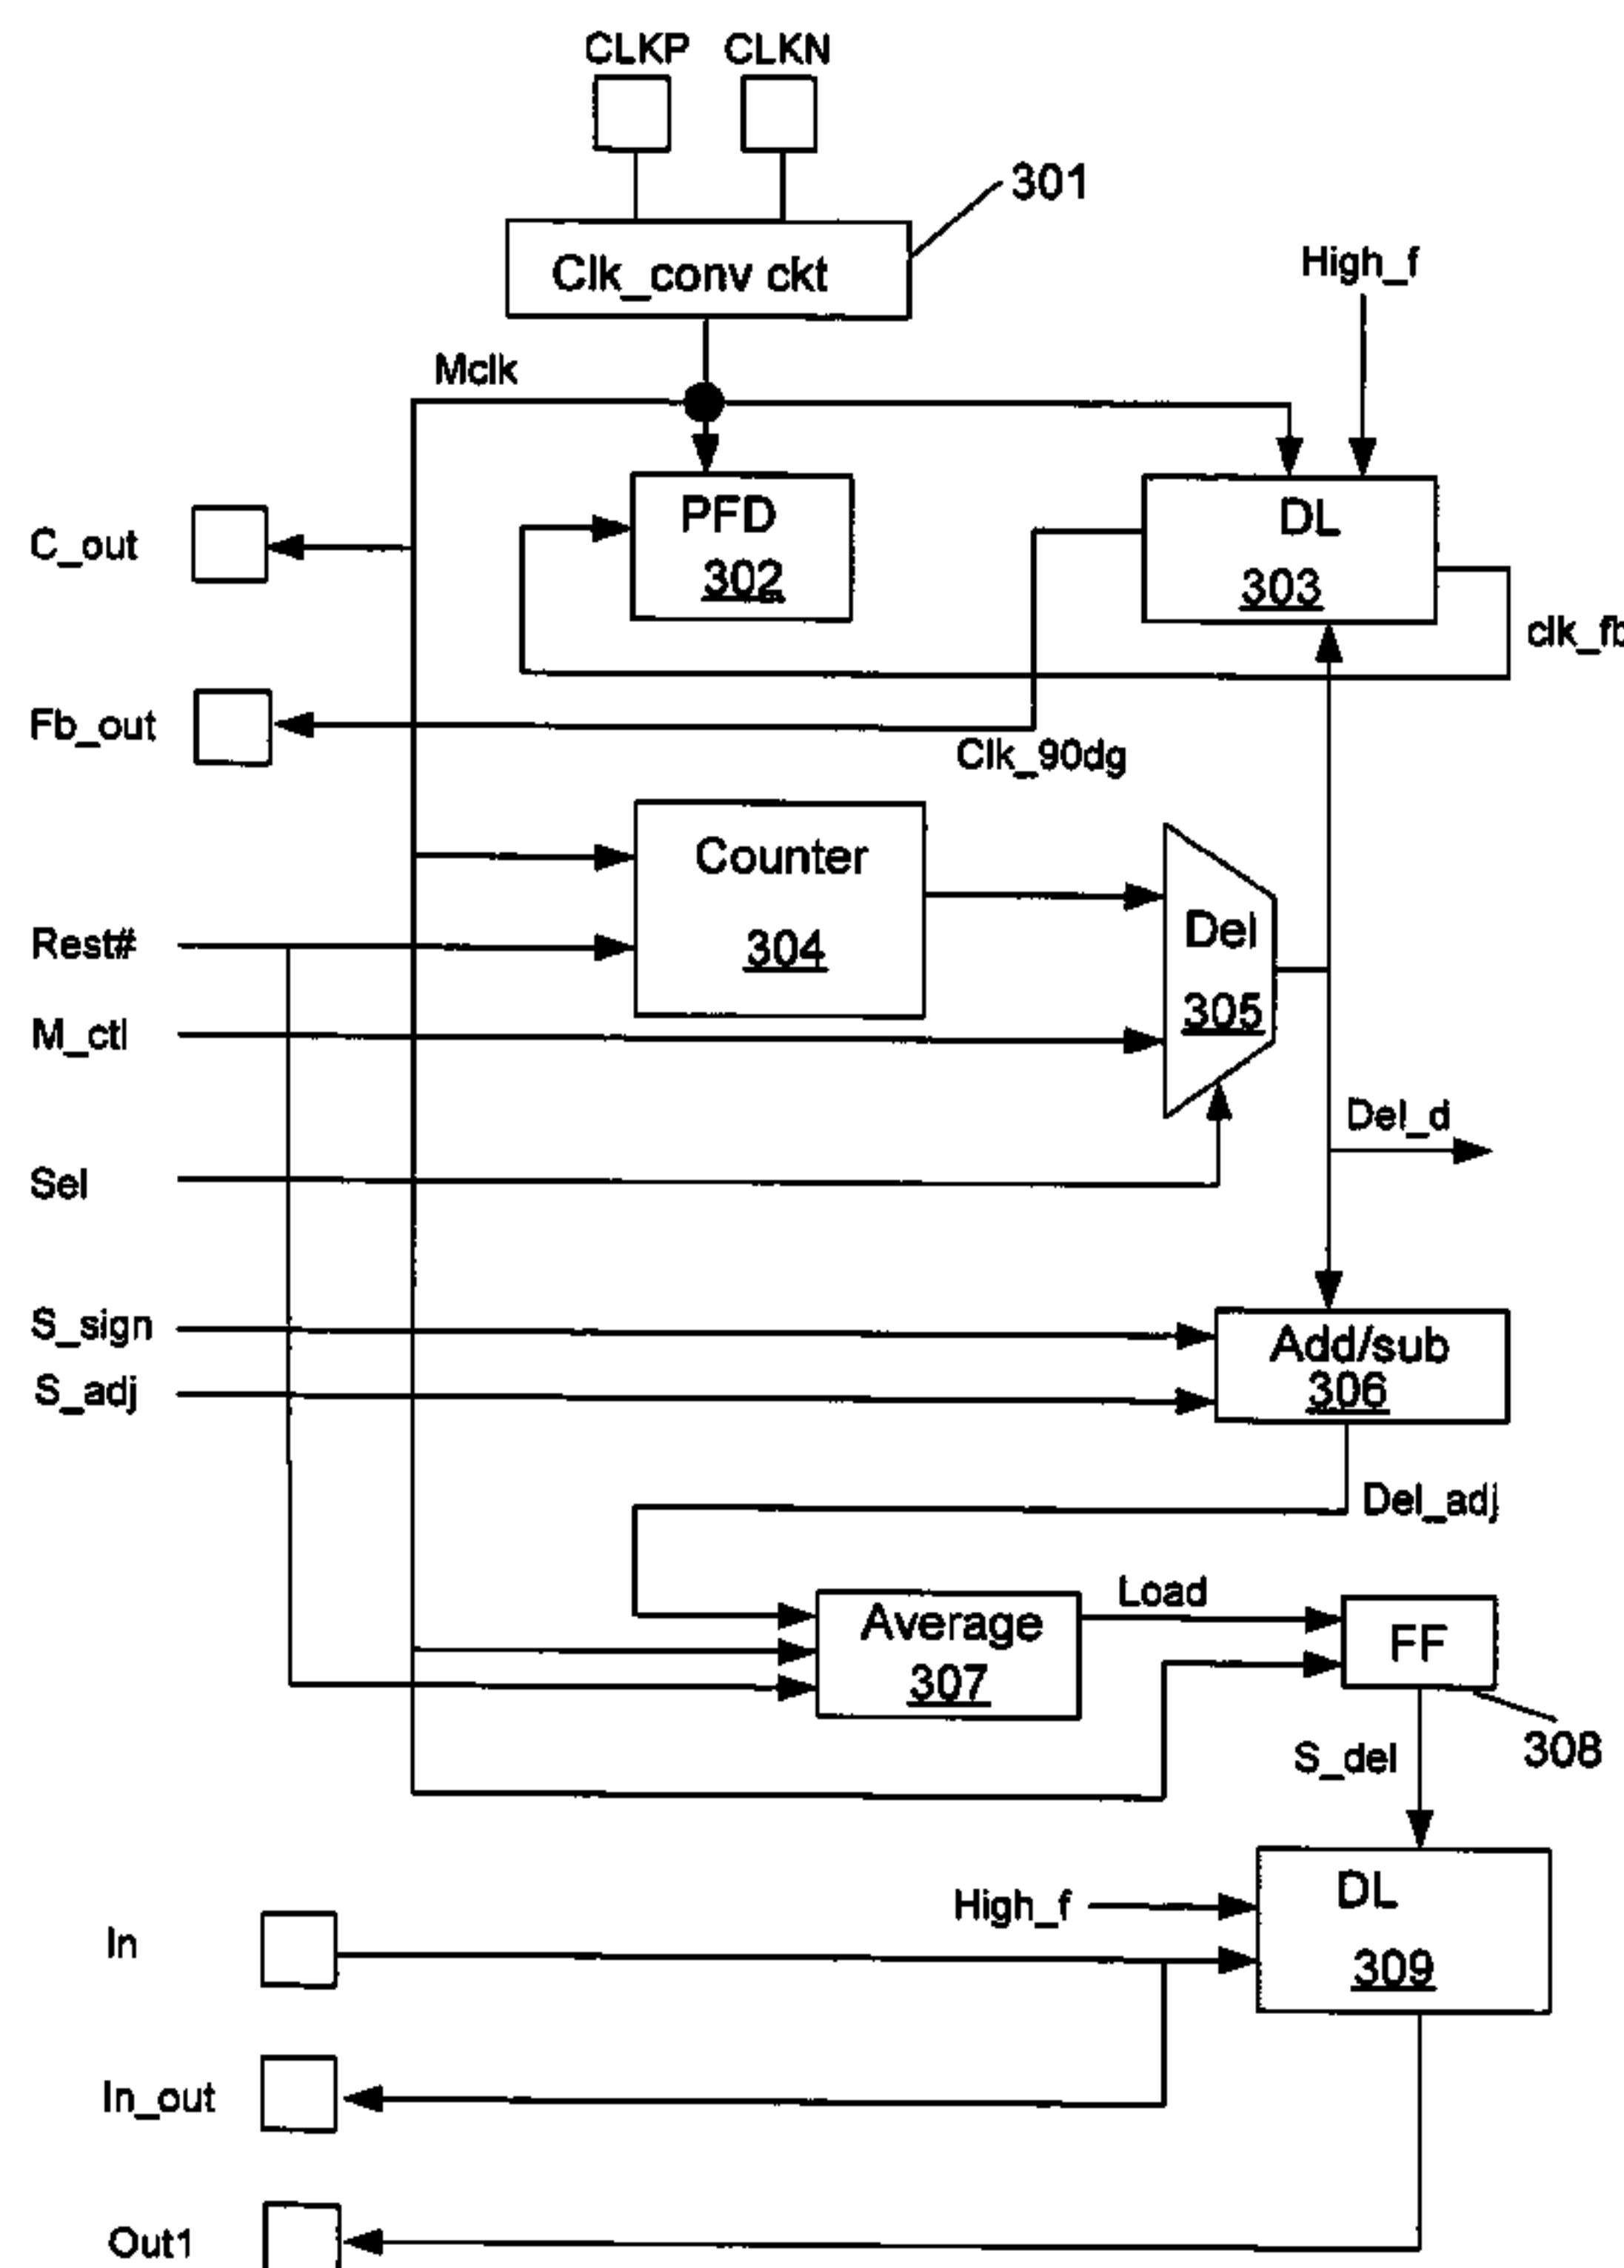 CLKP CLKN
301
Clk_conv ckt
High_f
Mclk
C_out
PFD
302
DL
303
clk_fb
Fb_out
Clk_90dg
Counter
304
Del
305
Rest#
M_ctl
Del_d
Sel
S_sign
S_adj
Add/sub
306
Del_adj
Load
Average
307
FF
308
S_del
High_f
DL
309
In
In_out
Out1